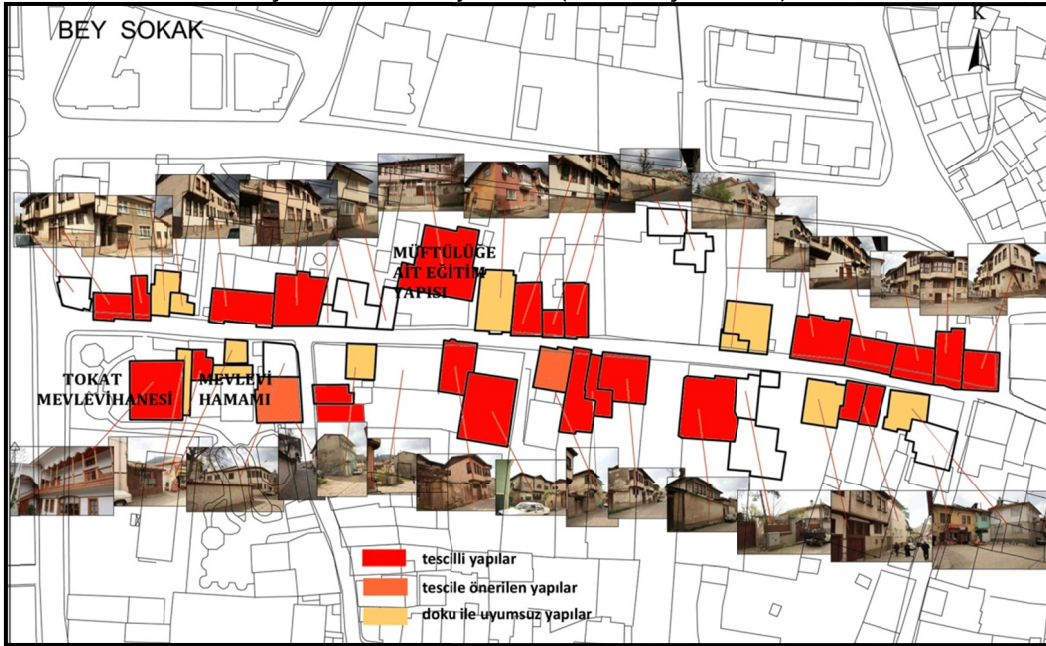 BEY SOKAK
K
MÜFTÜLÜĞE
AİT EĞİTİM
YAPISI
TOKAT
MEVLEVİHANESİ
MEVLEVİ
HAMAMI
tescilli yapılar
tescile önerilen yapılar
doku ile uyumsuz yapılar